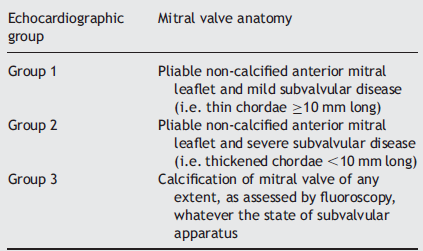 Echocardiographic Mitral valve anatomy
group
Group 1 Pliable non-calcified anterior mitral
leaflet and mild subvalvular disease
(i.e. thin chordae ≥10 mm long)
Group 2 Pliable non-calcified anterior mitral
leaflet and severe subvalvular disease
(i.e. thickened chordae <10 mm long)
Group 3 Calcification of mitral valve of any
extent, as assessed by fluoroscopy,
whatever the state of subvalvular
apparatus